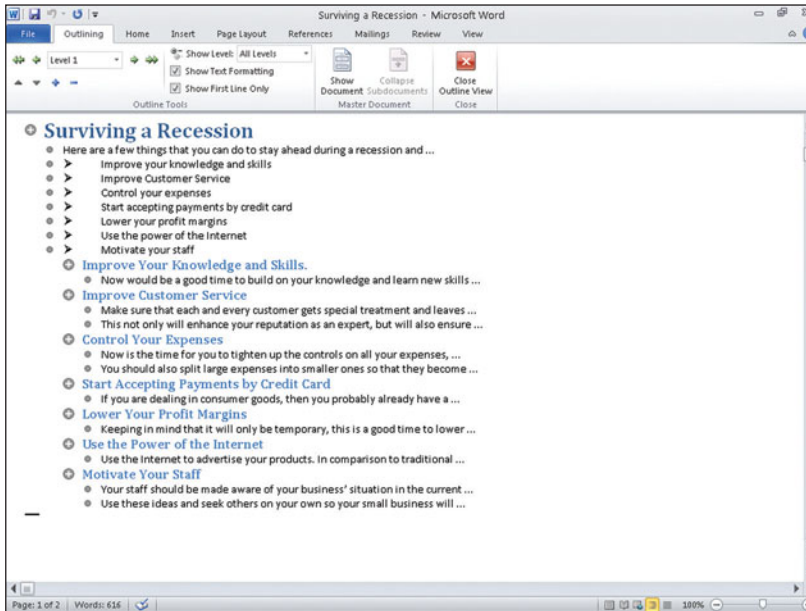 Surviving a Recession - Microsoft Word
File Outlining Home Insert Page Layout References Mailings Review View
Level 1
Show Level: All Levels
Show Text Formatting
Show First Line Only
Outline Tools
Show Document
Collapse Subdocuments
Master Document
Close Outline View
Close
Surviving a Recession
Here are a few things that you can do to stay ahead during a recession and ...
Improve your knowledge and skills
Improve Customer Service
Control your expenses
Start accepting payments by credit card
Lower your profit margins
Use the power of the Internet
Motivate your staff
Improve Your Knowledge and Skills.
Now would be a good time to build on your knowledge and learn new skills ...
Improve Customer Service
Make sure that each and every customer gets special treatment and leaves ...
This not only will enhance your reputation as an expert, but will also ensure ...
Control Your Expenses
Now is the time for you to tighten up the controls on all your expenses, ...
You should also split large expenses into smaller ones so that they become ...
Start Accepting Payments by Credit Card
If you are dealing in consumer goods, then you probably already have a ...
Lower Your Profit Margins
Keeping in mind that it will only be temporary, this is a good time to lower ...
Use the Power of the Internet
Use the Internet to advertise your products. In comparison to traditional ...
Motivate Your Staff
Your staff should be made aware of your business' situation in the current ...
Use these ideas and seek others on your own so your small business will ...
Page: 1 of 2 Words: 616 100%